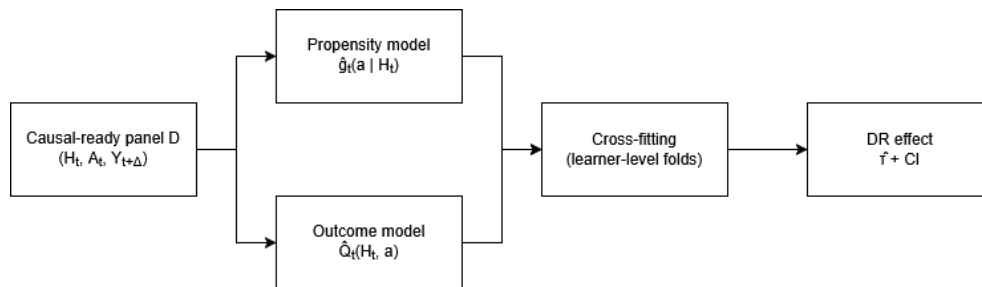 Causal-ready panel D
(Hₜ, Aₜ, Yₜ₊Δ)
Propensity model
ĝₜ(a | Hₜ)
Outcome model
Q̂ₜ(Hₜ, a)
Cross-fitting
(learner-level folds)
DR effect
τ̂ + CI